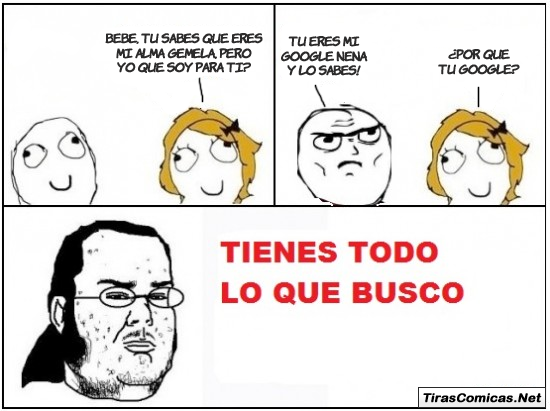 BEBE, TU SABES QUE ERES
MI ALMA GEMELA, PERO
YO QUE SOY PARA TI?
TU ERES MI
GOOGLE NENA
Y LO SABES!
¿POR QUE
TU GOOGLE?
TIENES TODO
LO QUE BUSCO
TirasComicas.Net